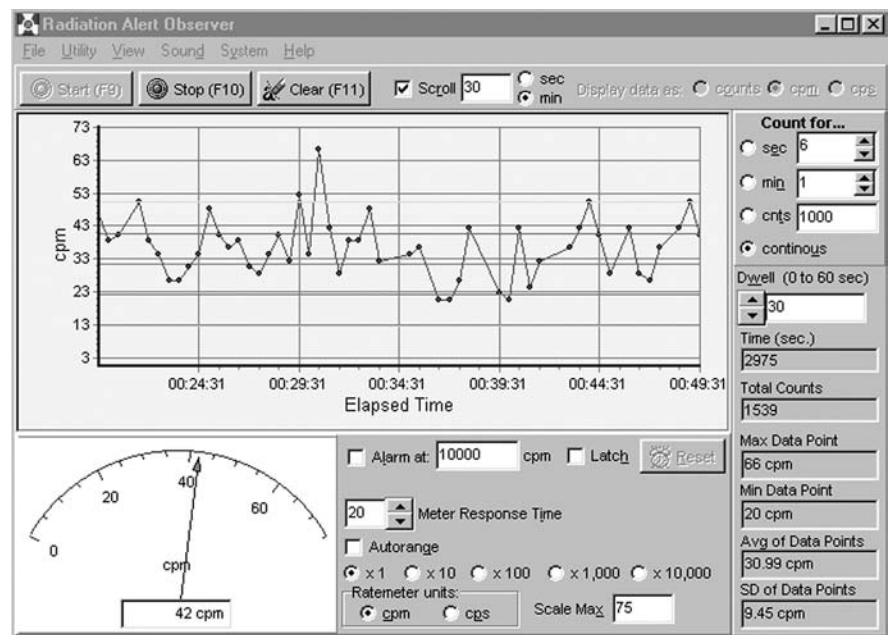 Radiation Alert Observer
File Utility View Sound System Help
Start (F9) Stop (F10) Clear (F11) Scroll 30 sec min Display data as: counts cpm cps
73
63
53
43
33
23
13
3
cpm
00:24:31 00:29:31 00:34:31 00:39:31 00:44:31 00:49:31
Elapsed Time
Count for...
sec 6
min 1
cnts 1000
continous
Dwell (0 to 60 sec)
30
Time (sec.)
2975
Total Counts
1539
Max Data Point
66 cpm
Min Data Point
20 cpm
Avg of Data Points
30.99 cpm
SD of Data Points
9.45 cpm
0 20 40 60
cpm
42 cpm
Alarm at: 10000 cpm Latch Reset
20 Meter Response Time
Autorange
x 1 x 10 x 100 x 1,000 x 10,000
Ratemeter units:
cpm cps
Scale Max 75